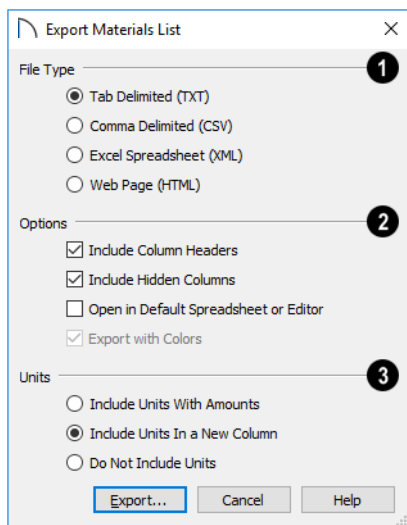 Export Materials List
File Type 1
Tab Delimited (TXT)
Comma Delimited (CSV)
Excel Spreadsheet (XML)
Web Page (HTML)
Options 2
Include Column Headers
Include Hidden Columns
Open in Default Spreadsheet or Editor
Export with Colors
Units 3
Include Units With Amounts
Include Units In a New Column
Do Not Include Units
Export... Cancel Help